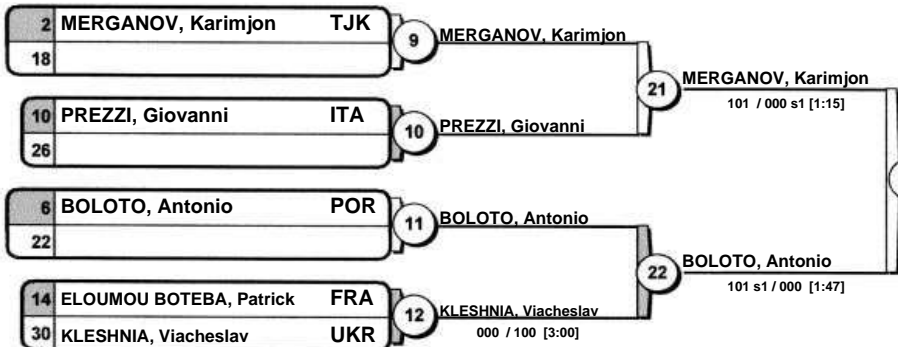 2 MERGANOV, Karimjon TJK
18
9 MERGANOV, Karimjon
10 PREZZI, Giovanni ITA
26
10 PREZZI, Giovanni
21 MERGANOV, Karimjon
101 / 000 s1 [1:15]
6 BOLOTO, Antonio POR
22
11 BOLOTO, Antonio
14 ELOUMOU BOTEBA, Patrick FRA
30 KLESHNIA, Viacheslav UKR
12 KLESHNIA, Viacheslav
000 / 100 [3:00]
22 BOLOTO, Antonio
101 s1 / 000 [1:47]